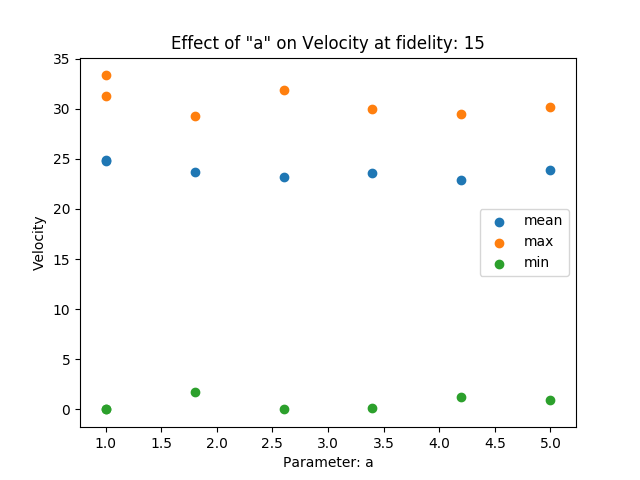 Effect of "a" on Velocity at fidelity: 15
35
30
25
20
15
10
5
0
Velocity
mean
max
min
1.0 1.5 2.0 2.5 3.0 3.5 4.0 4.5 5.0
Parameter: a